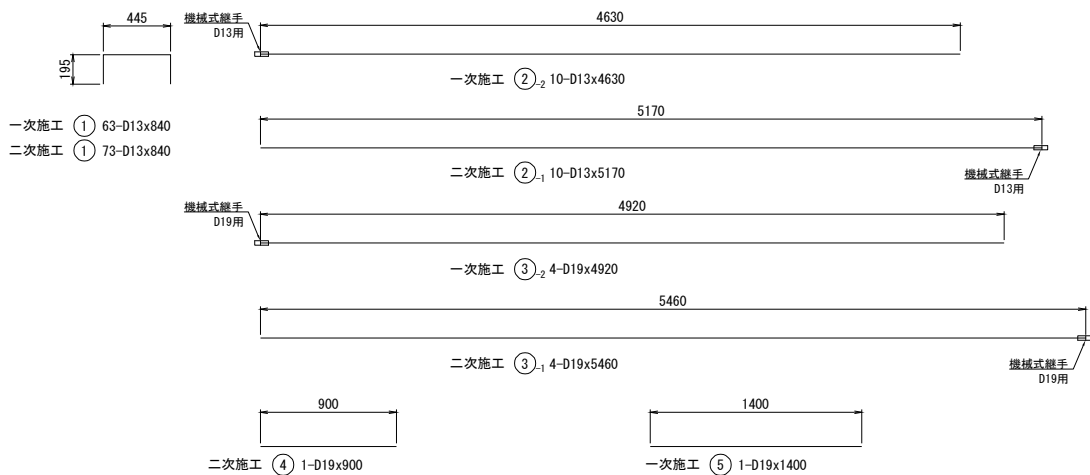 445
195
一次施工 ① 63-D13x840
二次施工 ① 73-D13x840
機械式継手
D13用
4630
一次施工 ②-2 10-D13x4630
5170
二次施工 ②-1 10-D13x5170
機械式継手
D13用
機械式継手
D19用
4920
一次施工 ③-2 4-D19x4920
5460
二次施工 ③-1 4-D19x5460
機械式継手
D19用
900
二次施工 ④ 1-D19x900
1400
一次施工 ⑤ 1-D19x1400